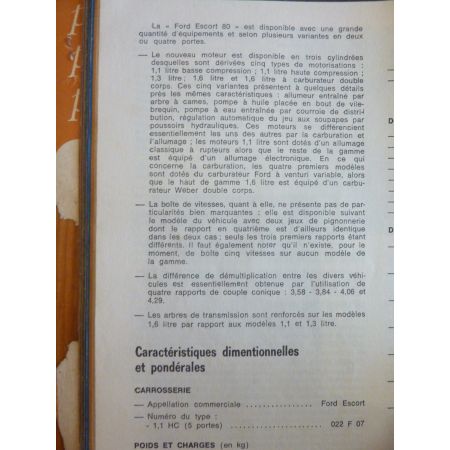 La « Ford Escort 80 » est disponible avec une grande
quantité d'équipements et selon plusieurs variantes en deux
ou quatre portes.
— Le nouveau moteur est disponible en trois cylindrées
desquelles sont dérivées cinq types de motorisations :
1,1 litre basse compression ; 1,1 litre haute compression ;
1,3 litre ; 1,6 litre et 1,6 litre à carburateur double
corps. Ces cinq variantes présentent à quelques détails
près les mêmes caractéristiques : allumeur entraîné par
arbre à cames, pompe à huile placée en bout de vile-
brequin, pompe à eau entraînée par courroie de distri-
bution, régulation automatique du jeu aux soupapes par
poussoirs hydrauliques. Ces moteurs se différencient
essentiellement les uns des autres par la carburation et
l'allumage ; les moteurs 1,1 litre sont dotés d'un allumage
classique à rupteurs alors que le reste de la gamme
est équipé d'un allumage électronique. En ce qui
concerne la carburation, les quatre premiers modèles
sont dotés du carburateur Ford à venturi variable, alors
que le haut de gamme 1,6 litre est équipé d'un carbu-
rateur Weber double corps.
— La boîte de vitesses, quant à elle, ne présente pas de par-
ticularités bien marquantes ; elle est disponible suivant
le modèle du véhicule avec deux jeux de pignonnerie
dont le rapport en quatrième est d'ailleurs identique
dans les deux cas ; seuls les trois premiers rapports étant
différents. Il faut également noter qu'il n'existe, pour le
moment, de boîte cinq vitesses sur aucun modèle de
la gamme.
— La différence de démultiplication entre les divers véhi-
cules est essentiellement obtenue par l'utilisation de
quatre rapports de couple conique : 3,58 - 3,84 - 4,06 et
4,29.
— Les arbres de transmission sont renforcés sur les modèles
1,6 litre par rapport aux modèles 1,1 et 1,3 litre.
Caractéristiques dimentionnelles
et pondérales
CARROSSERIE
— Appellation commerciale ............... Ford Escort
— Numéro du type :
- 1,1 HC (5 portes) ..................... 022 F 07
POIDS ET CHARGES (en kg)